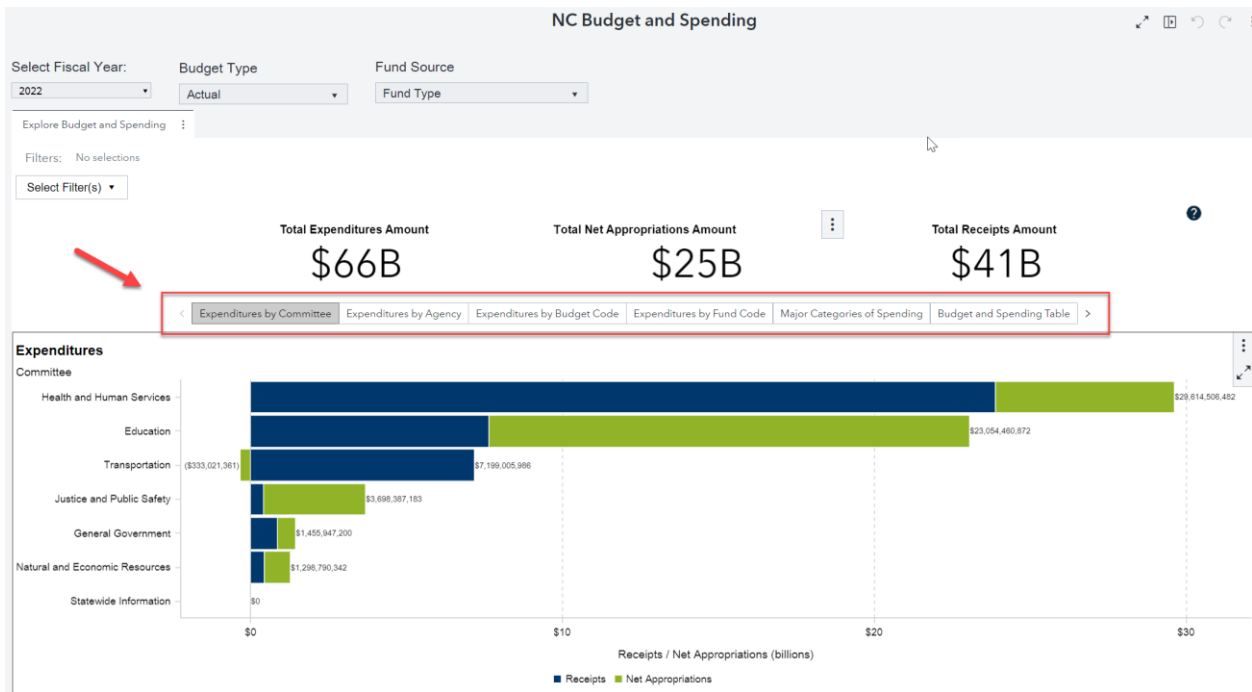 NC Budget and Spending
Select Fiscal Year:
Budget Type
Fund Source
2022
Actual
Fund Type
Explore Budget and Spending
Filters: No selections
Select Filter(s)
Total Expenditures Amount
Total Net Appropriations Amount
Total Receipts Amount
$66B
$25B
$41B
Expenditures by Committee
Expenditures by Agency
Expenditures by Budget Code
Expenditures by Fund Code
Major Categories of Spending
Budget and Spending Table
Expenditures
Committee
Health and Human Services $29,614,506,482
Education $23,054,460,872
Transportation ($333,021,361) $7,199,005,986
Justice and Public Safety $3,698,387,183
General Government $1,455,947,200
Natural and Economic Resources $1,298,790,342
Statewide Information $0
$0 $10 $20 $30
Receipts / Net Appropriations (billions)
Receipts Net Appropriations